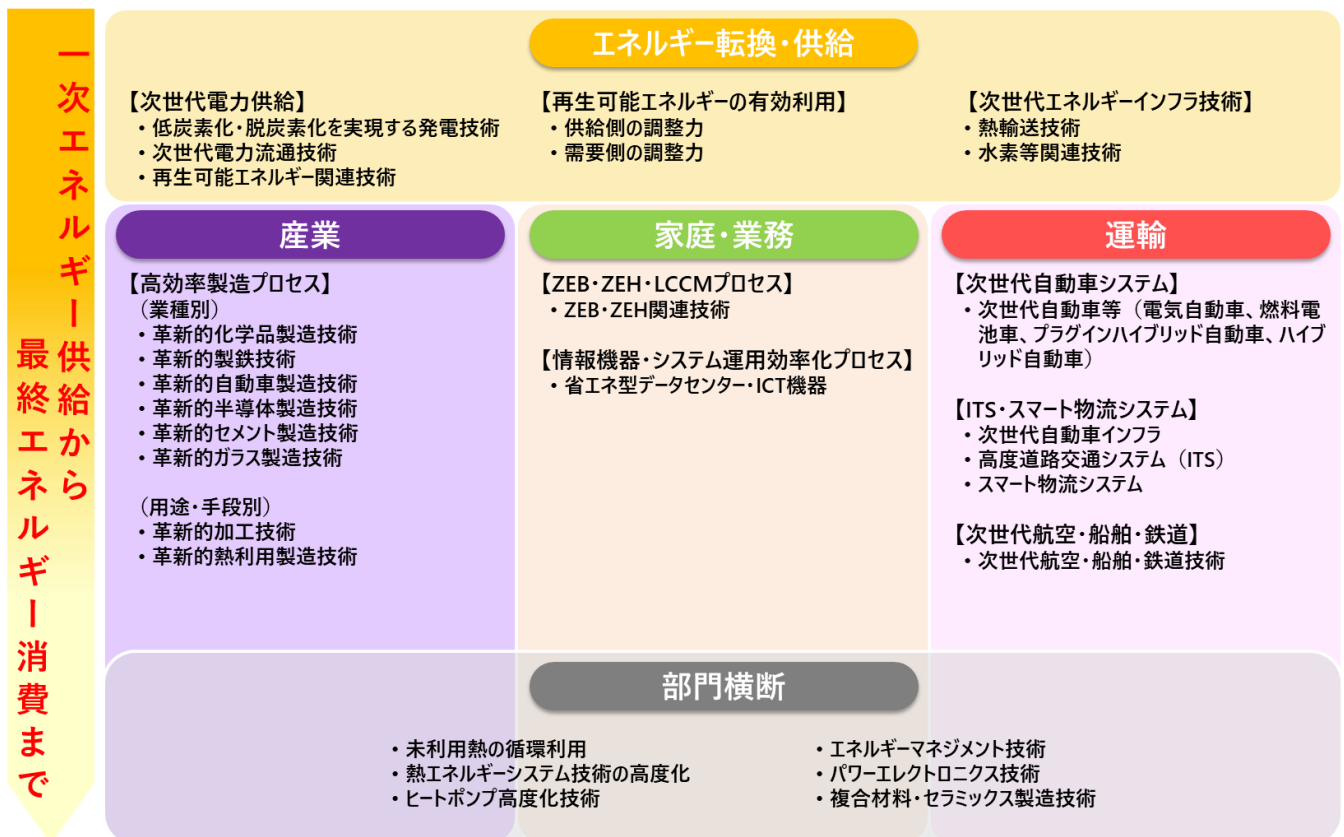 一次エネルギー供給から
最終エネルギー消費まで
エネルギー転換・供給
【次世代電力供給】
・低炭素化・脱炭素化を実現する発電技術
・次世代電力流通技術
・再生可能エネルギー関連技術
【再生可能エネルギーの有効利用】
・供給側の調整力
・需要側の調整力
【次世代エネルギーインフラ技術】
・熱輸送技術
・水素等関連技術
産業
【高効率製造プロセス】
（業種別）
・革新的化学品製造技術
・革新的製鉄技術
・革新的自動車製造技術
・革新的半導体製造技術
・革新的セメント製造技術
・革新的ガラス製造技術
（用途・手段別）
・革新的加工技術
・革新的熱利用製造技術
家庭・業務
【ZEB・ZEH・LCCMプロセス】
・ZEB・ZEH関連技術
【情報機器・システム運用効率化プロセス】
・省エネ型データセンター・ICT機器
運輸
【次世代自動車システム】
・次世代自動車等（電気自動車、燃料電
池車、プラグインハイブリッド自動車、ハイブ
リッド自動車）
【ITS・スマート物流システム】
・次世代自動車インフラ
・高度道路交通システム（ITS）
・スマート物流システム
【次世代航空・船舶・鉄道】
・次世代航空・船舶・鉄道技術
部門横断
・未利用熱の循環利用
・熱エネルギーシステム技術の高度化
・ヒートポンプ高度化技術
・エネルギーマネジメント技術
・パワーエレクトロニクス技術
・複合材料・セラミックス製造技術